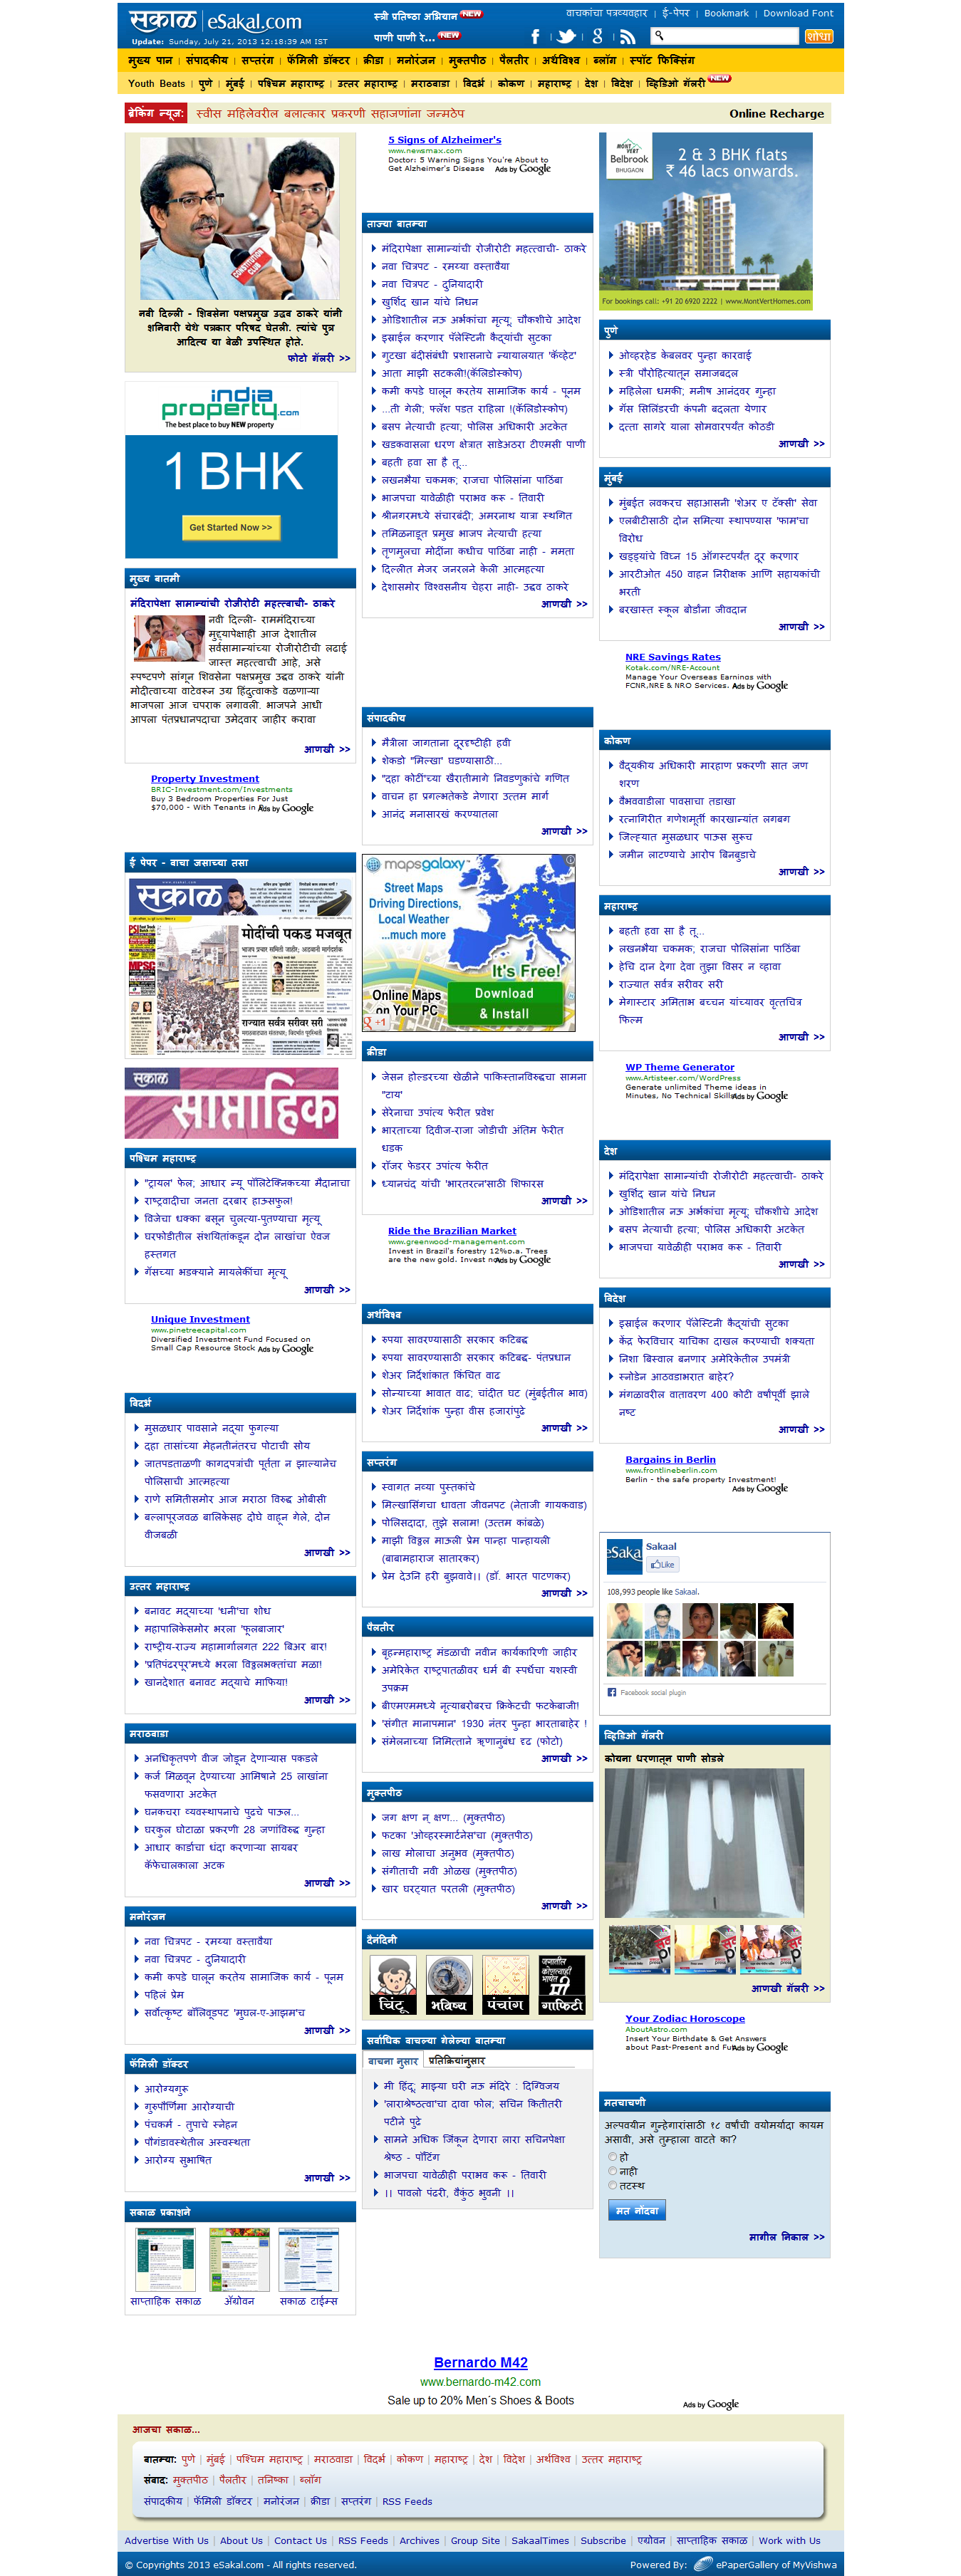 सकाळ eSakal.com
Update: Sunday, July 21, 2013 12:18:39 AM IST
स्त्री प्रतिष्ठा अभियान NEW
पाणी पाणी रे... NEW
वाचकांचा पत्रव्यवहार | ई-पेपर | Bookmark | Download Font
शोधा
मुख्य पान | संपादकीय | सप्तरंग | फॅमिली डॉक्टर | क्रीडा | मनोरंजन | मुक्तपीठ | पैलतीर | अर्थविश्व | ब्लॉग | स्पॉट फिक्सिंग
Youth Beats | पुणे | मुंबई | पश्चिम महाराष्ट्र | उत्तर महाराष्ट्र | मराठवाडा | विदर्भ | कोकण | महाराष्ट्र | देश | विदेश | व्हिडिओ गॅलरी NEW
ब्रेकिंग न्यूज: स्वीस महिलेवरील बलात्कार प्रकरणी सहाजणांना जन्मठेप
Online Recharge
नवी दिल्ली - शिवसेना पक्षप्रमुख उद्धव ठाकरे यांनी
शनिवारी येथे पत्रकार परिषद घेतली. त्यांचे पुत्र
आदित्य या वेळी उपस्थित होते.
फोटो गॅलरी >>
india
property.com
The best place to buy NEW property
1 BHK
Get Started Now >>
मुख्य बातमी
मंदिरापेक्षा सामान्यांची रोजीरोटी महत्त्वाची- ठाकरे
नवी दिल्ली- राममंदिराच्या
मुद्द्यापेक्षाही आज देशातील
सर्वसामान्यांच्या रोजीरोटीची लढाई
जास्त महत्त्वाची आहे, असे
स्पष्टपणे सांगून शिवसेना पक्षप्रमुख उद्धव ठाकरे यांनी
मोदीत्वाच्या वाटेवरून उग्र हिंदुत्वाकडे वळणाऱ्या
भाजपला आज चपराक लगावली. भाजपने आधी
आपला पंतप्रधानपदाचा उमेदवार जाहीर करावा
आणखी >>
Property Investment
BRIC-Investment.com/Investments
Buy 3 Bedroom Properties For Just
$70,000 - With Tenants in
Ads by Google
ई पेपर - वाचा जसाच्या तसा
सकाळ
मोदींची पकड मजबूत
राज्यात सर्वत्र सरीवर सरी
सकाळ
साप्ताहिक
पश्चिम महाराष्ट्र
"ट्रायल' फेल; आधार न्यू पॉलिटेक्निकच्या मैदानाचा
राष्ट्रवादीचा जनता दरबार हाऊसफुल!
विजेचा धक्का बसून चुलत्या-पुतण्याचा मृत्यू
घरफोडीतील संशयितांकडून दोन लाखांचा ऐवज
हस्तगत
गॅसच्या भडक्याने मायलेकींचा मृत्यू
आणखी >>
Unique Investment
www.pinetreecapital.com
Diversified Investment Fund Focused on
Small Cap Resource Stock
Ads by Google
विदर्भ
मुसळधार पावसाने नद्या फुगल्या
दहा तासांच्या मेहनतीनंतरच पोटाची सोय
जातपडताळणी कागदपत्रांची पूर्तता न झाल्यानेच
पोलिसाची आत्महत्या
राणे समितीसमोर आज मराठा विरुद्ध ओबीसी
बल्लापूरजवळ बालिकेसह दोघे वाहून गेले, दोन
वीजबळी
आणखी >>
उत्तर महाराष्ट्र
बनावट मद्याच्या 'धनीं'चा शोध
महापालिकेसमोर भरला 'फूलबाजार'
राष्ट्रीय-राज्य महामार्गालगत 222 बिअर बार!
'प्रतिपंढरपूर'मध्ये भरला विठ्ठलभक्तांचा मळा!
खानदेशात बनावट मद्याचे माफिया!
आणखी >>
मराठवाडा
अनधिकृतपणे वीज जोडून देणाऱ्यास पकडले
कर्ज मिळवून देण्याच्या आमिषाने 25 लाखांना
फसवणारा अटकेत
घनकचरा व्यवस्थापनाचे पुढचे पाऊल...
घरकुल घोटाळा प्रकरणी 28 जणांविरुद्ध गुन्हा
आधार कार्डाचा धंदा करणाऱ्या सायबर
कॅफेचालकाला अटक
आणखी >>
मनोरंजन
नवा चित्रपट - रमय्या वस्तावैया
नवा चित्रपट - दुनियादारी
कमी कपडे घालून करतेय सामाजिक कार्य - पूनम
पहिलं प्रेम
सर्वोत्कृष्ट बॉलिवूडपट 'मुघल-ए-आझम'च
आणखी >>
फॅमिली डॉक्टर
आरोग्यगुरू
गुरुपौर्णिमा आरोग्याची
पंचकर्म - तुपाचे स्नेहन
पौगंडावस्थेतील अस्वस्थता
आरोग्य सुभाषित
आणखी >>
सकाळ प्रकाशने
साप्ताहिक सकाळ अ‍ॅग्रोवन सकाळ टाईम्स
5 Signs of Alzheimer's
www.newsmax.com
Doctor: 5 Warning Signs You're About to
Get Alzheimer's Disease
Ads by Google
ताज्या बातम्या
मंदिरापेक्षा सामान्यांची रोजीरोटी महत्त्वाची- ठाकरे
नवा चित्रपट - रमय्या वस्तावैया
नवा चित्रपट - दुनियादारी
खुर्शिद खान यांचे निधन
ओडिशातील नऊ अर्भकांचा मृत्यू; चौकशीचे आदेश
इस्राईल करणार पॅलेस्टिनी कैद्यांची सुटका
गुटखा बंदीसंबंधी प्रशासनाचे न्यायालयात 'कॅव्हेट'
आता माझी सटकली!(कॅलिडोस्कोप)
कमी कपडे घालून करतेय सामाजिक कार्य - पूनम
...ती गेली; फ्लॅश पडत राहिला !(कॅलिडोस्कोप)
बसप नेत्याची हत्या; पोलिस अधिकारी अटकेत
खडकवासला धरण क्षेत्रात साडेअठरा टीएमसी पाणी
बहती हवा सा है तू...
लखनभैया चकमक; राजचा पोलिसांना पाठिंबा
भाजपचा यावेळीही पराभव करू - तिवारी
श्रीनगरमध्ये संचारबंदी; अमरनाथ यात्रा स्थगित
तमिळनाडूत प्रमुख भाजप नेत्याची हत्या
तृणमुलचा मोदींना कधीच पाठिंबा नाही - ममता
दिल्लीत मेजर जनरलने केली आत्महत्या
देशासमोर विश्वसनीय चेहरा नाही- उद्धव ठाकरे
आणखी >>
संपादकीय
मैत्रीला जागताना दूरदृष्टीही हवी
शेकडो "मिल्खा' घडण्यासाठी...
"दहा कोटीं'च्या खैरातीमागे निवडणुकांचे गणित
वाचन हा प्रगल्भतेकडे नेणारा उत्तम मार्ग
आनंद मनासारखं करण्यातला
आणखी >>
mapsgalaxy
Street Maps
Driving Directions,
Local Weather
...much more
It's Free!
Online Maps
on Your PC
Download
& Install
+1
क्रीडा
जेसन होल्डरच्या खेळीने पाकिस्तानविरुद्धचा सामना
"टाय'
सेरेनाचा उपांत्य फेरीत प्रवेश
भारताच्या दिवीज-राजा जोडीची अंतिम फेरीत
धडक
रॉजर फेडरर उपांत्य फेरीत
ध्यानचंद यांची 'भारतरत्न'साठी शिफारस
आणखी >>
Ride the Brazilian Market
www.greenwood-management.com
Invest in Brazil's forestry 12%p.a. Trees
are the new gold. Invest no
Ads by Google
अर्थविश्व
रुपया सावरण्यासाठी सरकार कटिबद्ध
रुपया सावरण्यासाठी सरकार कटिबद्ध- पंतप्रधान
शेअर निर्देशांकात किंचित वाढ
सोन्याच्या भावात वाढ; चांदीत घट (मुंबईतील भाव)
शेअर निर्देशांक पुन्हा वीस हजारांपुढे
आणखी >>
सप्तरंग
स्वागत नव्या पुस्तकांचे
मिल्खासिंगचा धावता जीवनपट (नेताजी गायकवाड)
पोलिसदादा, तुझे सलाम! (उत्तम कांबळे)
माझी विठ्ठल माऊली प्रेम पान्हा पान्हायली
(बाबामहाराज सातारकर)
प्रेम देउनि हरी बुझवावे।। (डॉ. भारत पाटणकर)
आणखी >>
पैलतीर
बृहन्महाराष्ट्र मंडळाची नवीन कार्यकारिणी जाहीर
अमेरिकेत राष्ट्रपातळीवर धर्म बी स्पर्धेचा यशस्वी
उपक्रम
बीएमएममध्ये नृत्याबरोबरच क्रिकेटची फटकेबाजी!
'संगीत मानापमान' 1930 नंतर पुन्हा भारताबाहेर !
संमेलनाच्या निमित्ताने ऋणानुबंध दृढ (फोटो)
आणखी >>
मुक्तपीठ
जग क्षण न् क्षण... (मुक्तपीठ)
फटका 'ओव्हरस्मार्टनेस'चा (मुक्तपीठ)
लाख मोलाचा अनुभव (मुक्तपीठ)
संगीताची नवी ओळख (मुक्तपीठ)
खार घरट्यात परतली (मुक्तपीठ)
आणखी >>
दैनंदिनी
चिंटू भविष्य पंचांग मी ग्राफिटी
सर्वाधिक वाचल्या गेलेल्या बातम्या
वाचना नुसार प्रतिक्रियांनुसार
मी हिंदू; माझ्या घरी नऊ मंदिरे : दिग्विजय
'लाराश्रेष्ठत्वा'चा दावा फोल; सचिन कितीतरी
पटीने पुढे
सामने अधिक जिंकून देणारा लारा सचिनपेक्षा
श्रेष्ठ - पॉंटिंग
भाजपचा यावेळीही पराभव करू - तिवारी
।। पावलो पंढरी, वैकुंठ भुवनी ।।
MONT VERT
Belbrook
BHUGAON
2 & 3 BHK flats
₹ 46 lacs onwards.
For bookings call: +91 20 6920 2222 | www.MontVertHomes.com
पुणे
ओव्हरहेड केबलवर पुन्हा कारवाई
स्त्री पौरोहित्यातून समाजबदल
महिलेला धमकी; मनीष आनंदवर गुन्हा
गॅस सिलिंडरची कंपनी बदलता येणार
दत्ता सागरे याला सोमवारपर्यंत कोठडी
आणखी >>
मुंबई
मुंबईत लवकरच सहाआसनी 'शेअर ए टॅक्सी' सेवा
एलबीटीसाठी दोन समित्या स्थापण्यास 'फाम'चा
विरोध
खड्ड्यांचे विघ्न 15 ऑगस्टपर्यंत दूर करणार
आरटीओत 450 वाहन निरीक्षक आणि सहायकांची
भरती
बरखास्त स्कूल बोर्डांना जीवदान
आणखी >>
NRE Savings Rates
Kotak.com/NRE-Account
Manage Your Overseas Earnings with
FCNR,NRE & NRO Services.
Ads by Google
कोकण
वैद्यकीय अधिकारी मारहाण प्रकरणी सात जण
शरण
वैभववाडीला पावसाचा तडाखा
रत्नागिरीत गणेशमूर्ती कारखान्यांत लगबग
जिल्ह्यात मुसळधार पाऊस सुरूच
जमीन लाटण्याचे आरोप बिनबुडाचे
आणखी >>
महाराष्ट्र
बहती हवा सा है तू...
लखनभैया चकमक; राजचा पोलिसांना पाठिंबा
हेचि दान देगा देवा तुझा विसर न व्हावा
राज्यात सर्वत्र सरीवर सरी
मेगास्टार अमिताभ बच्चन यांच्यावर वृत्तचित्र
फिल्म
आणखी >>
WP Theme Generator
www.Artisteer.com/WordPress
Generate unlimited Theme ideas in
Minutes, No Technical Skills
Ads by Google
देश
मंदिरापेक्षा सामान्यांची रोजीरोटी महत्त्वाची- ठाकरे
खुर्शिद खान यांचे निधन
ओडिशातील नऊ अर्भकांचा मृत्यू; चौकशीचे आदेश
बसप नेत्याची हत्या; पोलिस अधिकारी अटकेत
भाजपचा यावेळीही पराभव करू - तिवारी
आणखी >>
विदेश
इस्राईल करणार पॅलेस्टिनी कैद्यांची सुटका
केंद्र फेरविचार याचिका दाखल करण्याची शक्यता
निशा बिस्वाल बनणार अमेरिकेतील उपमंत्री
स्नोडेन आठवडाभरात बाहेर?
मंगळावरील वातावरण 400 कोटी वर्षांपूर्वी झाले
नष्ट
आणखी >>
Bargains in Berlin
www.frontlineberlin.com
Berlin - the safe property Investment!
Ads by Google
eSakal
Sakaal
Like
108,993 people like Sakaal.
Facebook social plugin
व्हिडिओ गॅलरी
कोयना धरणातून पाणी सोडले
आणखी गॅलरी >>
Your Zodiac Horoscope
AboutAstro.com
Insert Your Birthdate & Get Answers
about Past-Present and Fut
Ads by Google
मतचाचणी
अल्पवयीन गुन्हेगारांसाठी १८ वर्षांची वयोमर्यादा कायम
असावी, असे तुम्हाला वाटते का?
हो
नाही
तटस्थ
मत नोंदवा
मागील निकाल >>
Bernardo M42
www.bernardo-m42.com
Sale up to 20% Men´s Shoes & Boots
Ads by Google
आजचा सकाळ...
बातम्या: पुणे | मुंबई | पश्चिम महाराष्ट्र | मराठवाडा | विदर्भ | कोकण | महाराष्ट्र | देश | विदेश | अर्थविश्व | उत्तर महाराष्ट्र
संवाद: मुक्तपीठ | पैलतीर | तनिष्का | ब्लॉग
संपादकीय | फॅमिली डॉक्टर | मनोरंजन | क्रीडा | सप्तरंग | RSS Feeds
Advertise With Us | About Us | Contact Us | RSS Feeds | Archives | Group Site | SakaalTimes | Subscribe | एग्रोवन | साप्ताहिक सकाळ | Work with Us
© Copyrights 2013 eSakal.com - All rights reserved.
Powered By: ePaperGallery of MyVishwa